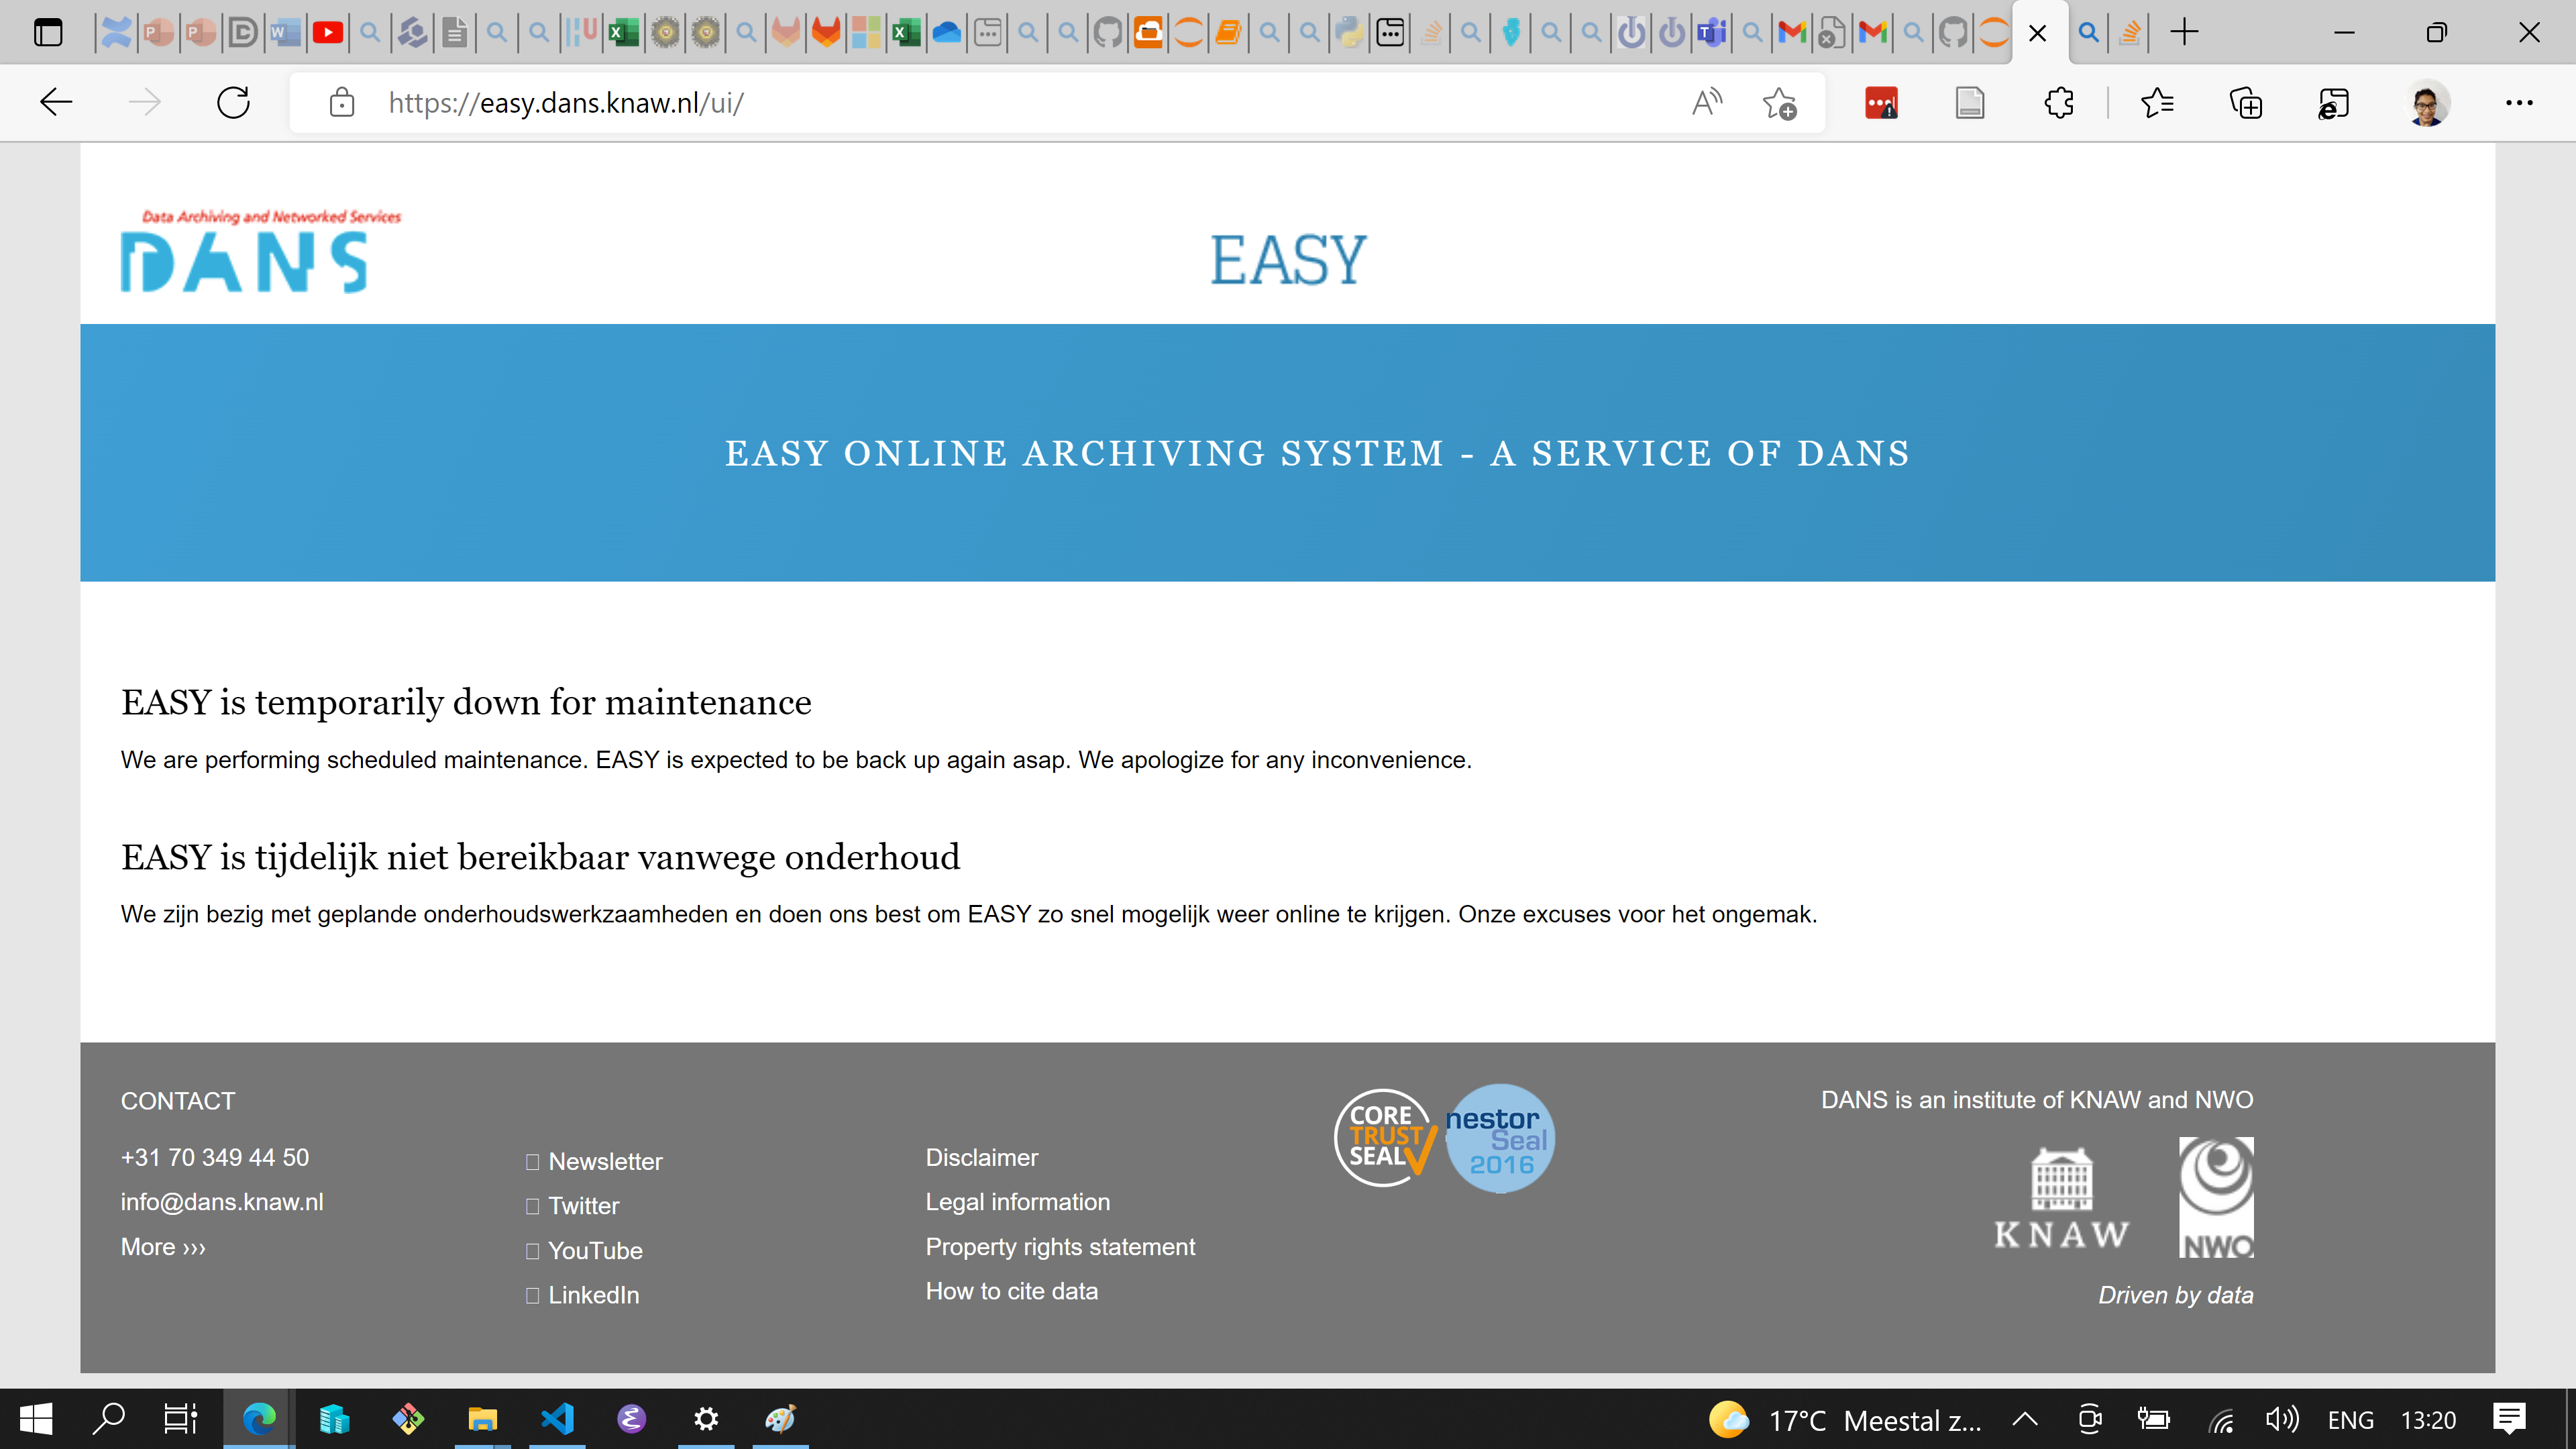 https://easy.dans.knaw.nl/ui/
Data Archiving and Networked Services
DANS
EASY
EASY ONLINE ARCHIVING SYSTEM - A SERVICE OF DANS
EASY is temporarily down for maintenance
We are performing scheduled maintenance. EASY is expected to be back up again asap. We apologize for any inconvenience.
EASY is tijdelijk niet bereikbaar vanwege onderhoud
We zijn bezig met geplande onderhoudswerkzaamheden en doen ons best om EASY zo snel mogelijk weer online te krijgen. Onze excuses voor het ongemak.
CONTACT
+31 70 349 44 50
info@dans.knaw.nl
More ›››
Newsletter
Twitter
YouTube
LinkedIn
Disclaimer
Legal information
Property rights statement
How to cite data
CORE
TRUST
SEAL
nestor
Seal
2016
DANS is an institute of KNAW and NWO
KNAW
NWO
Driven by data
17°C Meestal z...
ENG
13:20